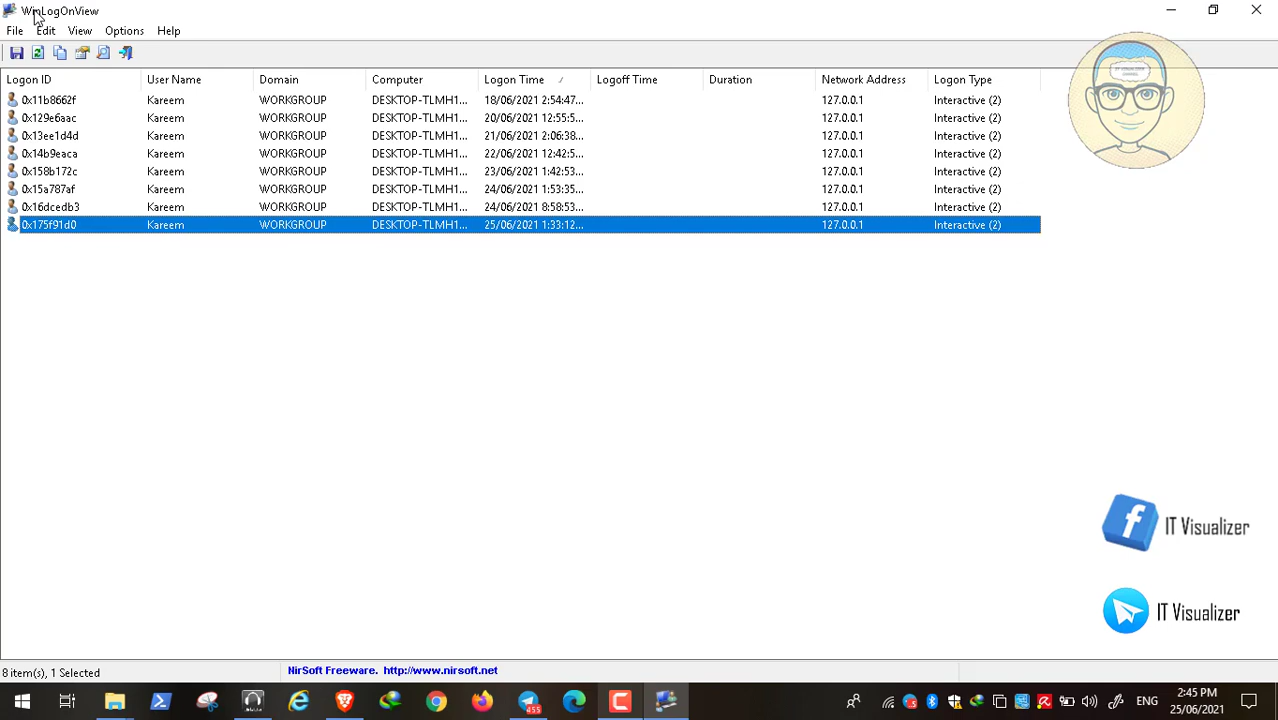 WinLogOnView
File Edit View Options Help
Logon ID User Name Domain Computer Logon Time Logoff Time Duration Network Address Logon Type
0x11b8662f Kareem WORKGROUP DESKTOP-TLMH1... 18/06/2021 2:54:47... 127.0.0.1 Interactive (2)
0x129e6aac Kareem WORKGROUP DESKTOP-TLMH1... 20/06/2021 12:55:5... 127.0.0.1 Interactive (2)
0x13ee1d4d Kareem WORKGROUP DESKTOP-TLMH1... 21/06/2021 2:06:38... 127.0.0.1 Interactive (2)
0x14b9eaca Kareem WORKGROUP DESKTOP-TLMH1... 22/06/2021 12:42:5... 127.0.0.1 Interactive (2)
0x158b172c Kareem WORKGROUP DESKTOP-TLMH1... 23/06/2021 1:42:53... 127.0.0.1 Interactive (2)
0x15a787af Kareem WORKGROUP DESKTOP-TLMH1... 24/06/2021 1:53:35... 127.0.0.1 Interactive (2)
0x16dcedb3 Kareem WORKGROUP DESKTOP-TLMH1... 24/06/2021 8:58:53... 127.0.0.1 Interactive (2)
0x175f91d0 Kareem WORKGROUP DESKTOP-TLMH1... 25/06/2021 1:33:12... 127.0.0.1 Interactive (2)
IT Visualizer
IT Visualizer
8 item(s), 1 Selected NirSoft Freeware. http://www.nirsoft.net
455 ENG 2:45 PM
25/06/2021